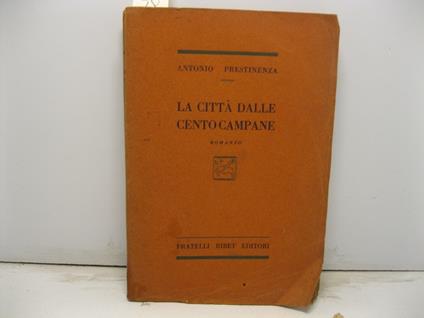 ANTONIO PRESTINENZA
LA CITTÀ DALLE
CENTO CAMPANE
ROMANZO
FRATELLI RIBET EDITORI